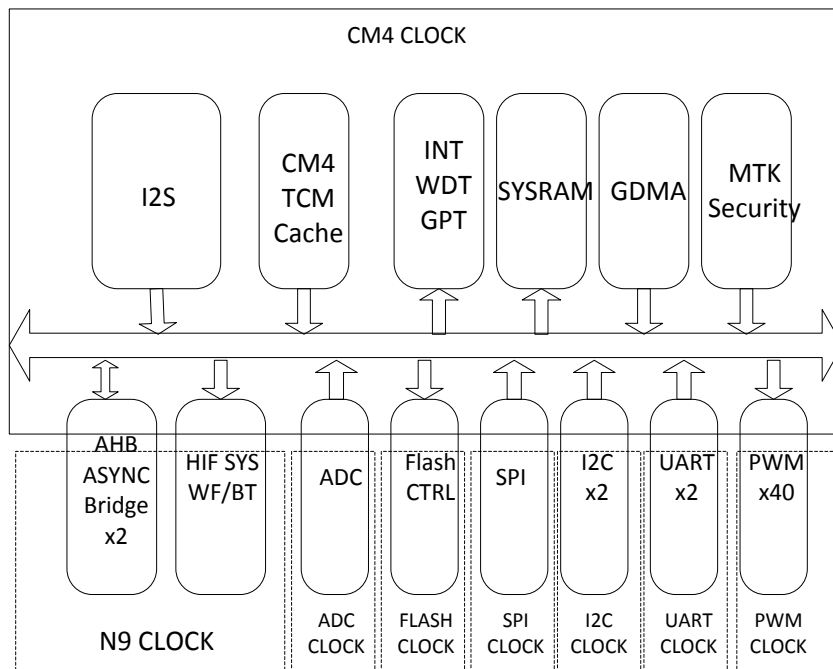 CM4 CLOCK
I2S
CM4
TCM
Cache
INT
WDT
GPT
SYSRAM
GDMA
MTK
Security
AHB
ASYNC
Bridge
x2
HIF SYS
WF/BT
ADC
Flash
CTRL
SPI
I2C
x2
UART
x2
PWM
x40
N9 CLOCK
ADC
CLOCK
FLASH
CLOCK
SPI
CLOCK
I2C
CLOCK
UART
CLOCK
PWM
CLOCK